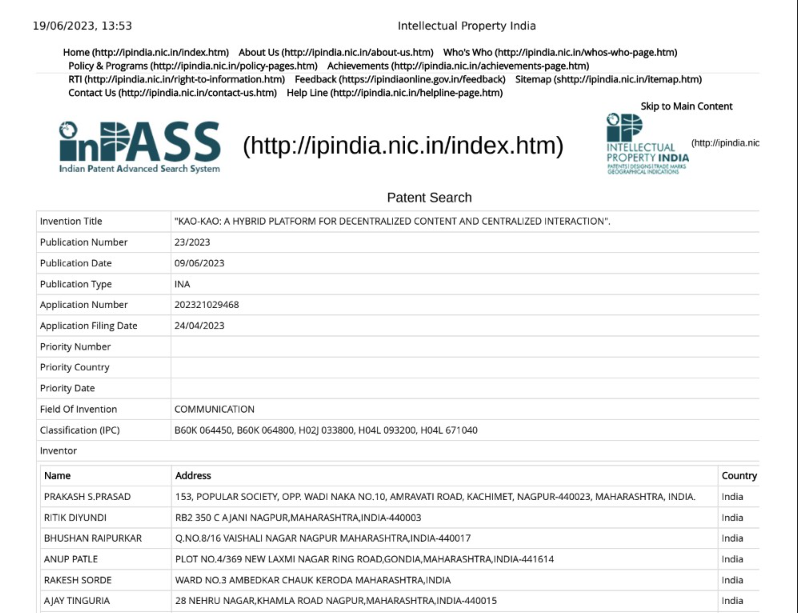 19/06/2023, 13:53 Intellectual Property India
Home (http://ipindia.nic.in/index.htm) About Us (http://ipindia.nic.in/about-us.htm) Who's Who (http://ipindia.nic.in/whos-who-page.htm)
Policy & Programs (http://ipindia.nic.in/policy-pages.htm) Achievements (http://ipindia.nic.in/achievements-page.htm)
RTI (http://ipindia.nic.in/right-to-information.htm) Feedback (https://ipindiaonline.gov.in/feedback) Sitemap (shttp://ipindia.nic.in/itemap.htm)
Contact Us (http://ipindia.nic.in/contact-us.htm) Help Line (http://ipindia.nic.in/helpline-page.htm)
Skip to Main Content
inPASS
Indian Patent Advanced Search System
(http://ipindia.nic.in/index.htm)
iP
INTELLECTUAL
PROPERTY INDIA
PATENTS | DESIGNS | TRADE MARKS
GEOGRAPHICAL INDICATIONS
(http://ipindia.nic
Patent Search
Invention Title "KAO-KAO: A HYBRID PLATFORM FOR DECENTRALIZED CONTENT AND CENTRALIZED INTERACTION".
Publication Number 23/2023
Publication Date 09/06/2023
Publication Type INA
Application Number 202321029468
Application Filing Date 24/04/2023
Priority Number
Priority Country
Priority Date
Field Of Invention COMMUNICATION
Classification (IPC) B60K 064450, B60K 064800, H02J 033800, H04L 093200, H04L 671040
Inventor
Name Address Country
PRAKASH S.PRASAD 153, POPULAR SOCIETY, OPP. WADI NAKA NO.10, AMRAVATI ROAD, KACHIMET, NAGPUR-440023, MAHARASHTRA, INDIA. India
RITIK DIYUNDI RB2 350 C AJANI NAGPUR,MAHARASHTRA,INDIA-440003 India
BHUSHAN RAIPURKAR Q.NO.8/16 VAISHALI NAGAR NAGPUR MAHARASHTRA,INDIA-440017 India
ANUP PATLE PLOT NO.4/369 NEW LAXMI NAGAR RING ROAD,GONDIA,MAHARASHTRA,INDIA-441614 India
RAKESH SORDE WARD NO.3 AMBEDKAR CHAUK KERODA MAHARASHTRA,INDIA India
AJAY TINGURIA 28 NEHRU NAGAR,KHAMLA ROAD NAGPUR,MAHARASHTRA,INDIA-440015 India